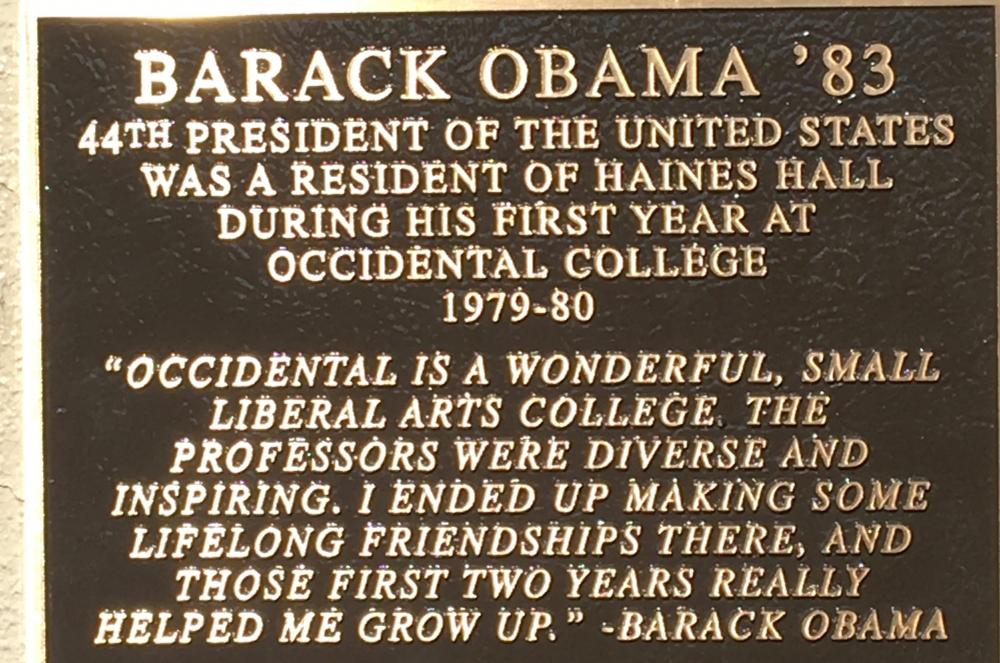 BARACK OBAMA '83
44TH PRESIDENT OF THE UNITED STATES
WAS A RESIDENT OF HAINES HALL
DURING HIS FIRST YEAR AT
OCCIDENTAL COLLEGE
1979-80
"OCCIDENTAL IS A WONDERFUL, SMALL
LIBERAL ARTS COLLEGE. THE
PROFESSORS WERE DIVERSE AND
INSPIRING. I ENDED UP MAKING SOME
LIFELONG FRIENDSHIPS THERE, AND
THOSE FIRST TWO YEARS REALLY
HELPED ME GROW UP." -BARACK OBAMA